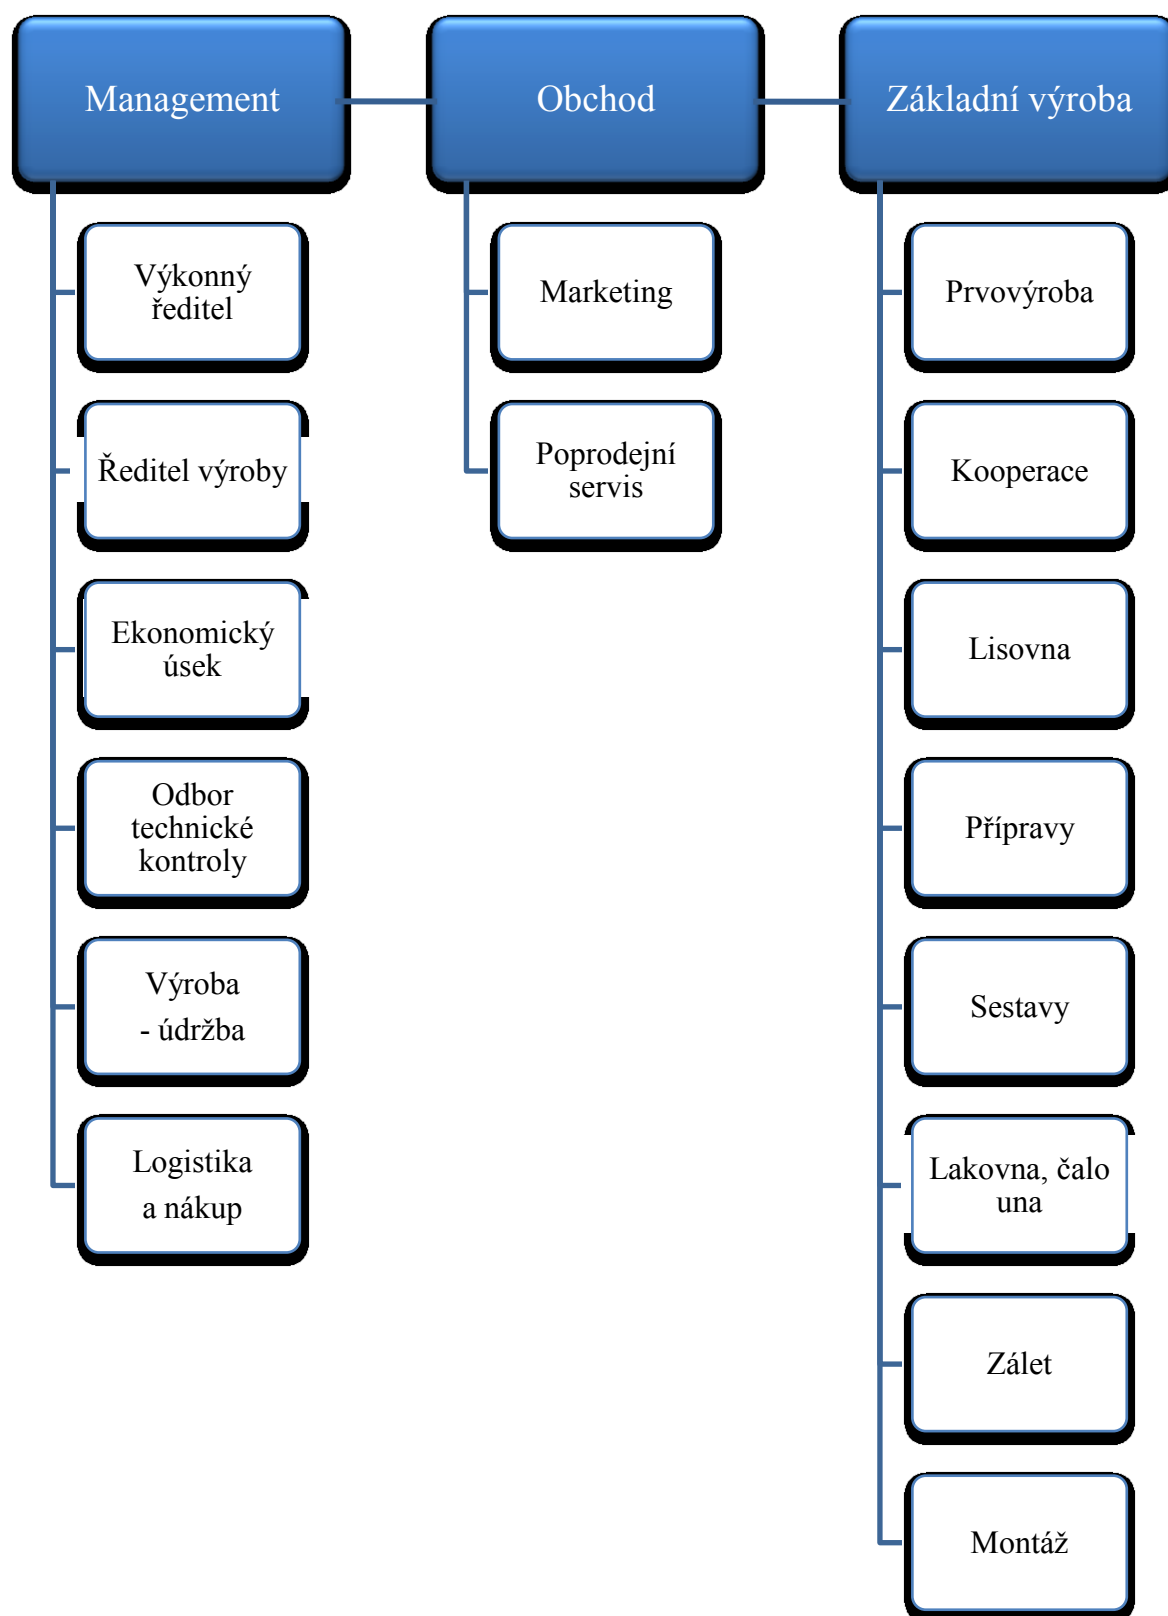 Management
Obchod
Základní výroba
Výkonný
ředitel
Ředitel výroby
Ekonomický
úsek
Odbor
technické
kontroly
Výroba
- údržba
Logistika
a nákup
Marketing
Poprodejní
servis
Prvovýroba
Kooperace
Lisovna
Přípravy
Sestavy
Lakovna, čalo
una
Zálet
Montáž